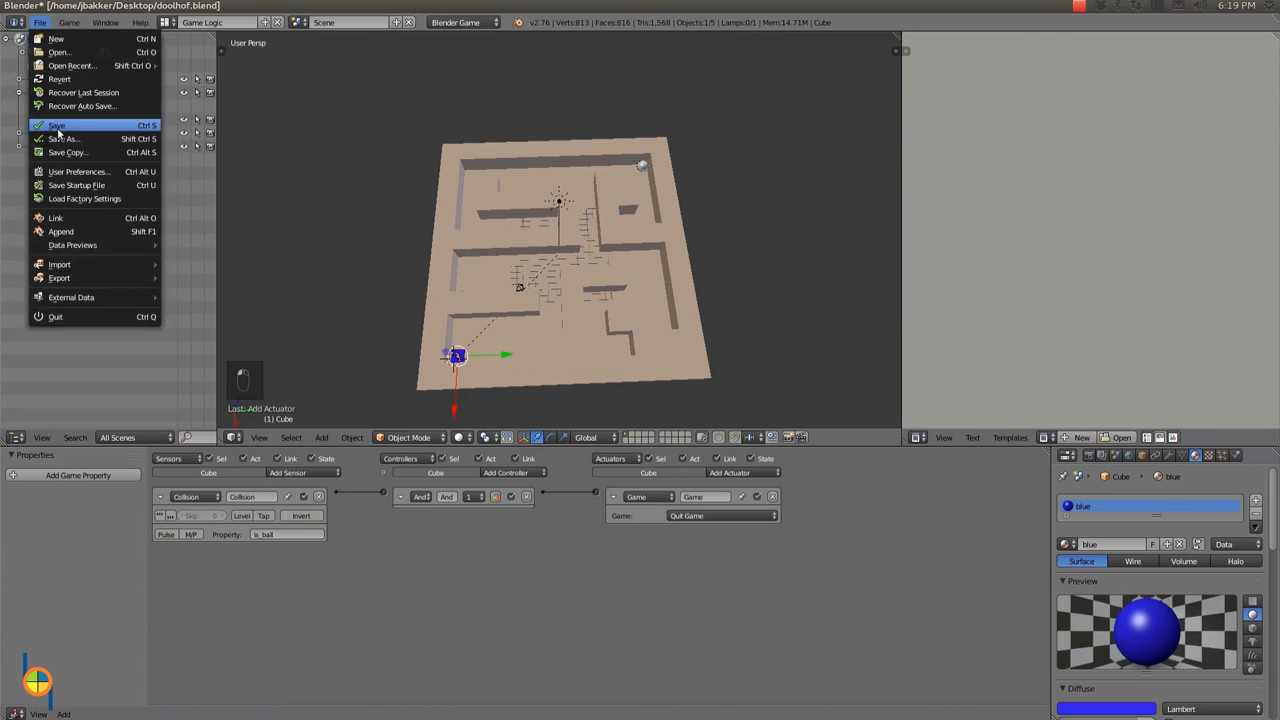 Blender* [/home/jbakker/Desktop/doolhof.blend]
6:19 PM
File Game Window Help Game Logic Scene Blender Game v2.76 | Verts:813 | Faces:816 | Tris:1,568 | Objects:1/5 | Lamps:0/1 | Mem:14.71M | Cube
New Ctrl N
Open... Ctrl O
Open Recent... Shift Ctrl O
Revert
Recover Last Session
Recover Auto Save...
Save Ctrl S
Save As... Shift Ctrl S
Save Copy... Ctrl Alt S
User Preferences... Ctrl Alt U
Save Startup File Ctrl U
Load Factory Settings
Link Ctrl Alt O
Append Shift F1
Data Previews
Import
Export
External Data
Quit Ctrl Q
User Persp
Last: Add Actuator
(1) Cube
View Search All Scenes
View Select Add Object Object Mode Global
View Text Templates New Open
Properties
Add Game Property
Sensors Sel Act Link State
Cube Add Sensor
Collision Collision
Skip: 0 Level Tap Invert
Pulse M/P Property: is_ball
Controllers Sel Act Link
Cube Add Controller
And And 1
Actuators Sel Act Link State
Cube Add Actuator
Game Game
Game: Quit Game
Cube blue
blue
blue F Data
Surface Wire Volume Halo
Preview
Diffuse
Lambert
View Add